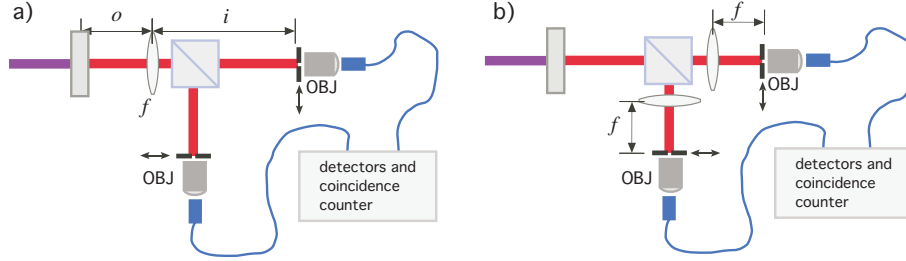 a)
o
i
f
OBJ
OBJ
detectors and
coincidence
counter
b)
f
OBJ
f
OBJ
detectors and
coincidence
counter